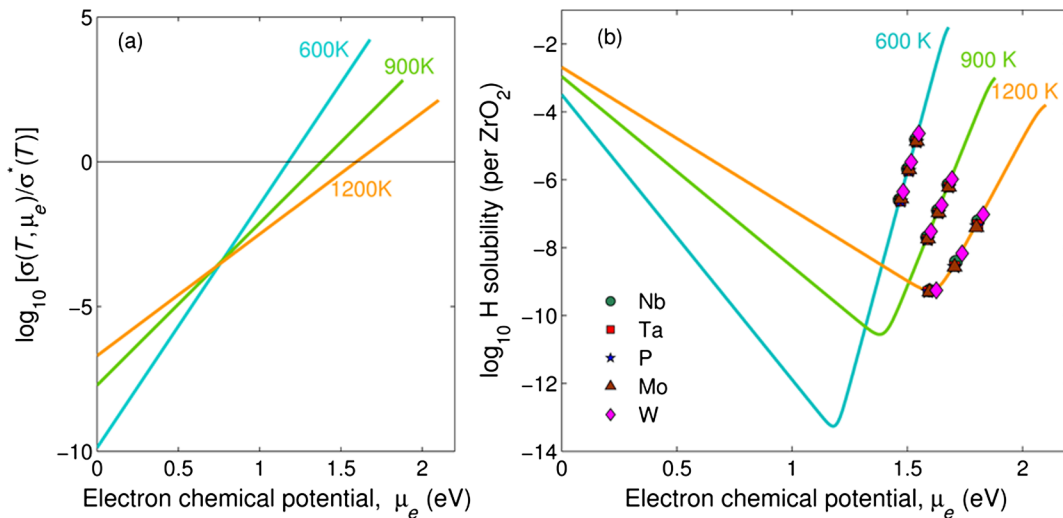 (a)
600K
900K
1200K
5
0
−5
−10
0
0.5
1
1.5
2
log₁₀ [σ(T, μₑ)/σ*(T)]
Electron chemical potential, μₑ (eV)
(b)
600 K
900 K
1200 K
−2
−4
−6
−8
−10
−12
−14
0
0.5
1
1.5
2
log₁₀ H solubility (per ZrO₂)
Nb
Ta
P
Mo
W
Electron chemical potential, μₑ (eV)